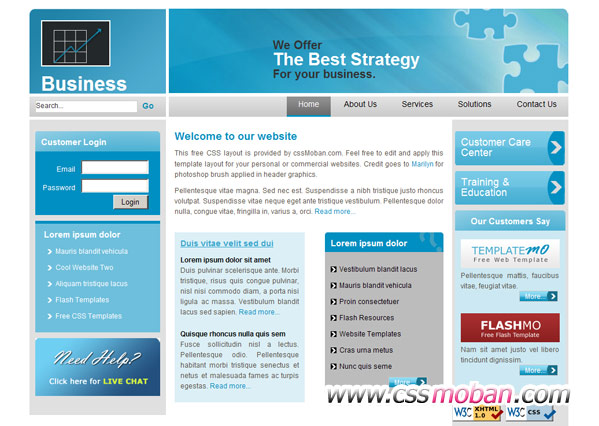 Business
We Offer
The Best Strategy
For your business.
Search...
Go
Home
About Us
Services
Solutions
Contact Us
Customer Login
Email
Password
Login
Lorem ipsum dolor
Mauris blandit vehicula
Cool Website Two
Aliquam tristique lacus
Flash Templates
Free CSS Templates
Need Help?
Click here for LIVE CHAT
Welcome to our website
This free CSS layout is provided by cssMoban.com. Feel free to edit and apply this
template layout for your personal or commercial websites. Credit goes to Marilyn for
photoshop brush applied in header graphics.
Pellentesque vitae magna. Sed nec est. Suspendisse a nibh tristique justo rhoncus
volutpat. Suspendisse vitae neque eget ante tristique vestibulum. Pellentesque dolor
nulla, congue vitae, fringilla in, varius a, orci. Read more...
Duis vitae velit sed dui
Lorem ipsum dolor sit amet
Duis pulvinar scelerisque ante. Morbi
tristique, risus quis congue pulvinar,
nisl nisi commodo diam, a porta nisi
ligula ac massa. Vestibulum blandit
lacus sed sapien. Read more...
Quisque rhoncus nulla quis sem
Fusce sollicitudin nisl a lectus.
Pellentesque odio. Pellentesque
habitant morbi tristique senectus et
netus et malesuada fames ac turpis
egestas. Read more...
Lorem ipsum dolor
Vestibulum blandit lacus
Mauris blandit vehicula
Proin consectetuer
Flash Resources
Website Templates
Cras urna metus
Nunc quis seme
More...
Customer Care
Center
Training &
Education
Our Customers Say
TEMPLATEmo
Free Web Template
Pellentesque mattis, faucibus
vitae, feugiat vitae.
More...
FLASHMO
Free Flash Template
Nam sit amet justo vel libero
tincidunt dignissim.
More...
www.cssmoban.com
W3C XHTML 1.0
W3C CSS